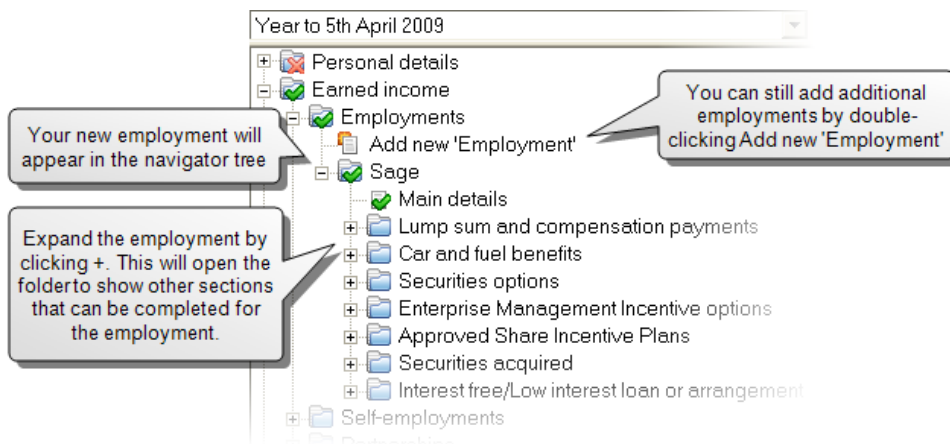 Year to 5th April 2009
Personal details
Earned income
Employments
Add new 'Employment'
Sage
Main details
Lump sum and compensation payments
Car and fuel benefits
Securities options
Enterprise Management Incentive options
Approved Share Incentive Plans
Securities acquired
Interest free/Low interest loan or arrangement
Self-employments
Partnerships
Your new employment will
appear in the navigator tree
Expand the employment by
clicking +. This will open the
folder to show other sections
that can be completed for
the employment.
You can still add additional
employments by double-
clicking Add new 'Employment'